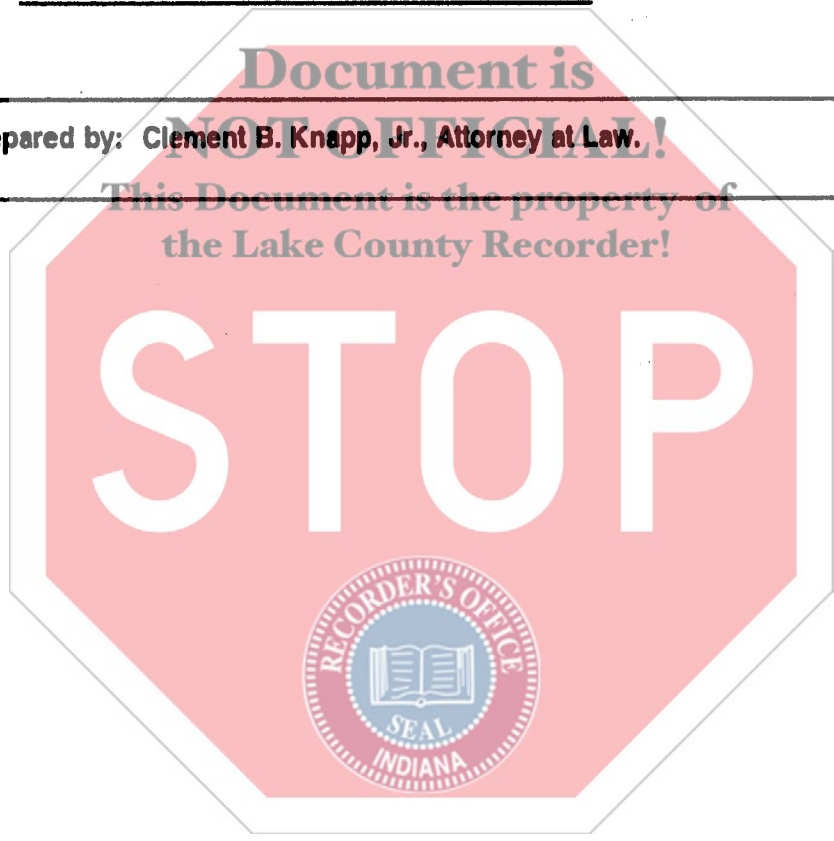 Document is
NOT OFFICIAL!
pared by: Clement B. Knapp, Jr., Attorney at Law.
This Document is the property of
the Lake County Recorder!
STOP
RECORDER'S OFFICE
SEAL
INDIANA